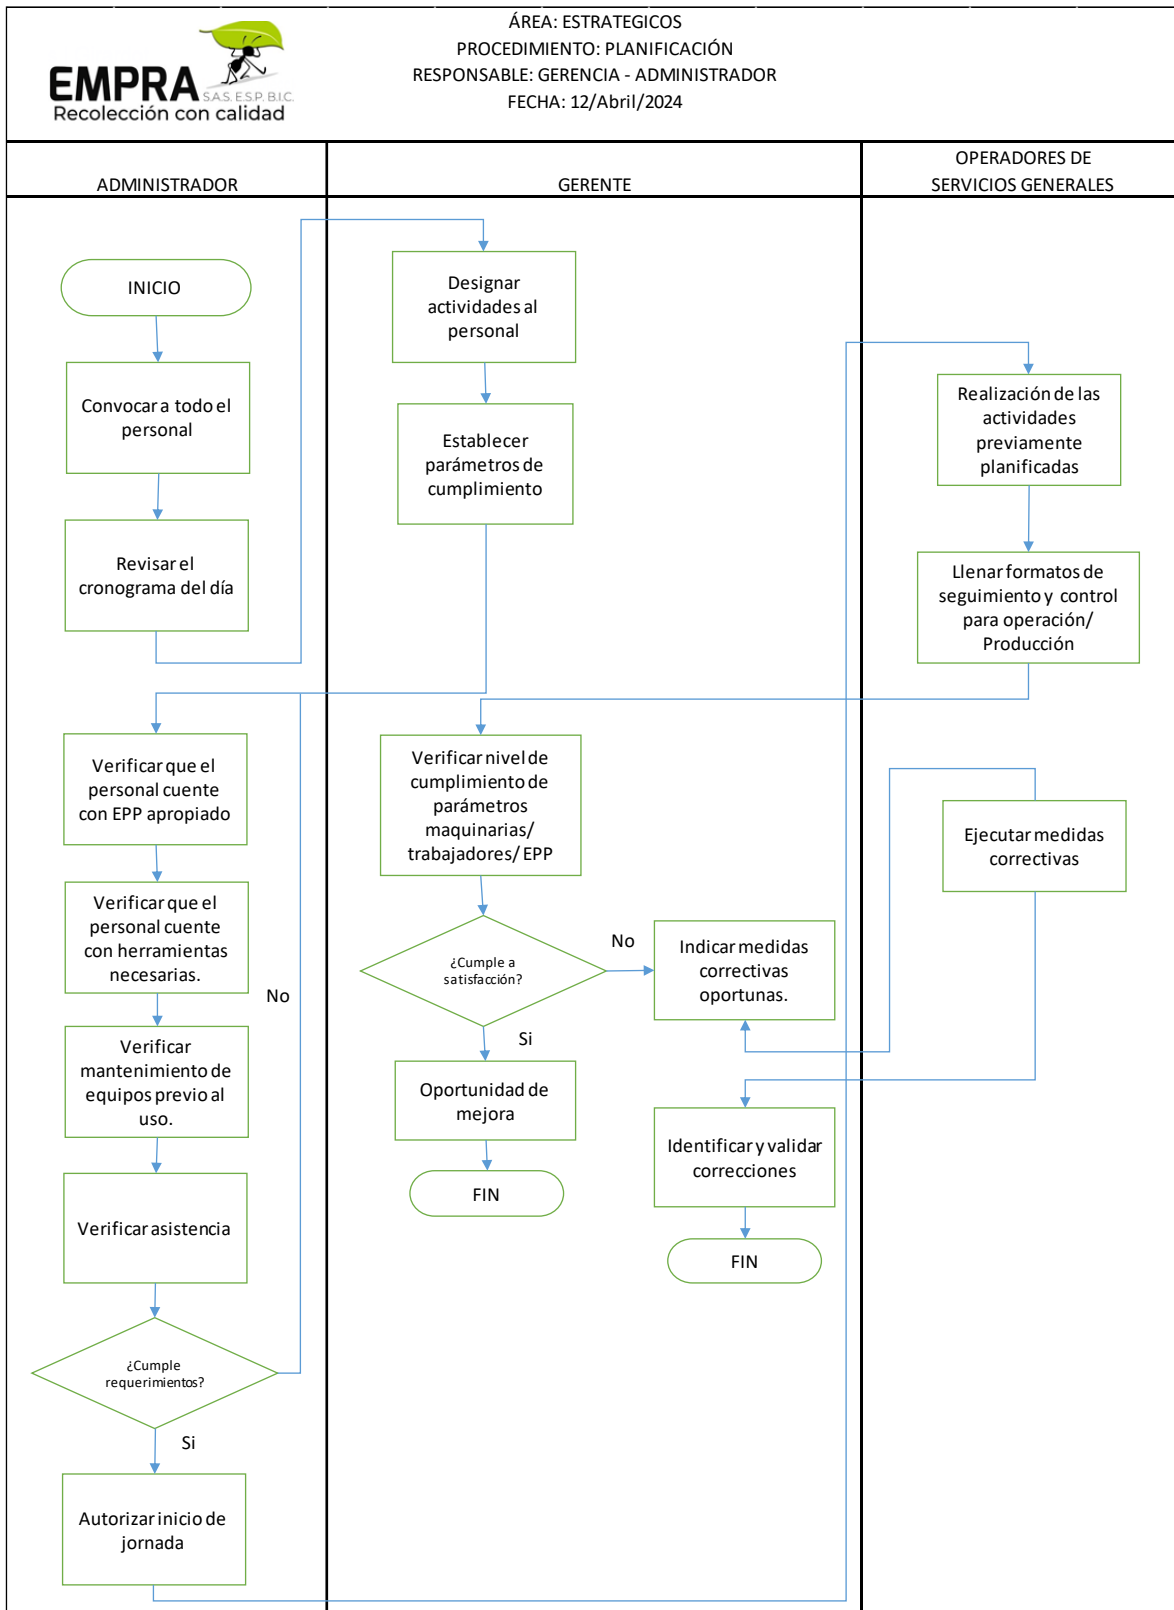 ÁREA: ESTRATEGICOS
PROCEDIMIENTO: PLANIFICACIÓN
RESPONSABLE: GERENCIA - ADMINISTRADOR
FECHA: 12/Abril/2024
EMPRA
S.A.S. E.S.P. B.I.C.
Recolección con calidad
ADMINISTRADOR
GERENTE
OPERADORES DE
SERVICIOS GENERALES
INICIO
Convocar a todo el
personal
Revisar el
cronograma del día
Designar
actividades al
personal
Establecer
parámetros de
cumplimiento
Realización de las
actividades
previamente
planificadas
Llenar formatos de
seguimiento y control
para operación/
Producción
Verificar que el
personal cuente
con EPP apropiado
Verificar que el
personal cuente
con herramientas
necesarias.
No
Verificar
mantenimiento de
equipos previo al
uso.
Verificar asistencia
¿Cumple
requerimientos?
Si
Autorizar inicio de
jornada
Verificar nivel de
cumplimiento de
parámetros
maquinarias/
trabajadores/ EPP
¿Cumple a
satisfacción?
No
Si
Indicar medidas
correctivas
oportunas.
Oportunidad de
mejora
FIN
Identificar y validar
correcciones
FIN
Ejecutar medidas
correctivas